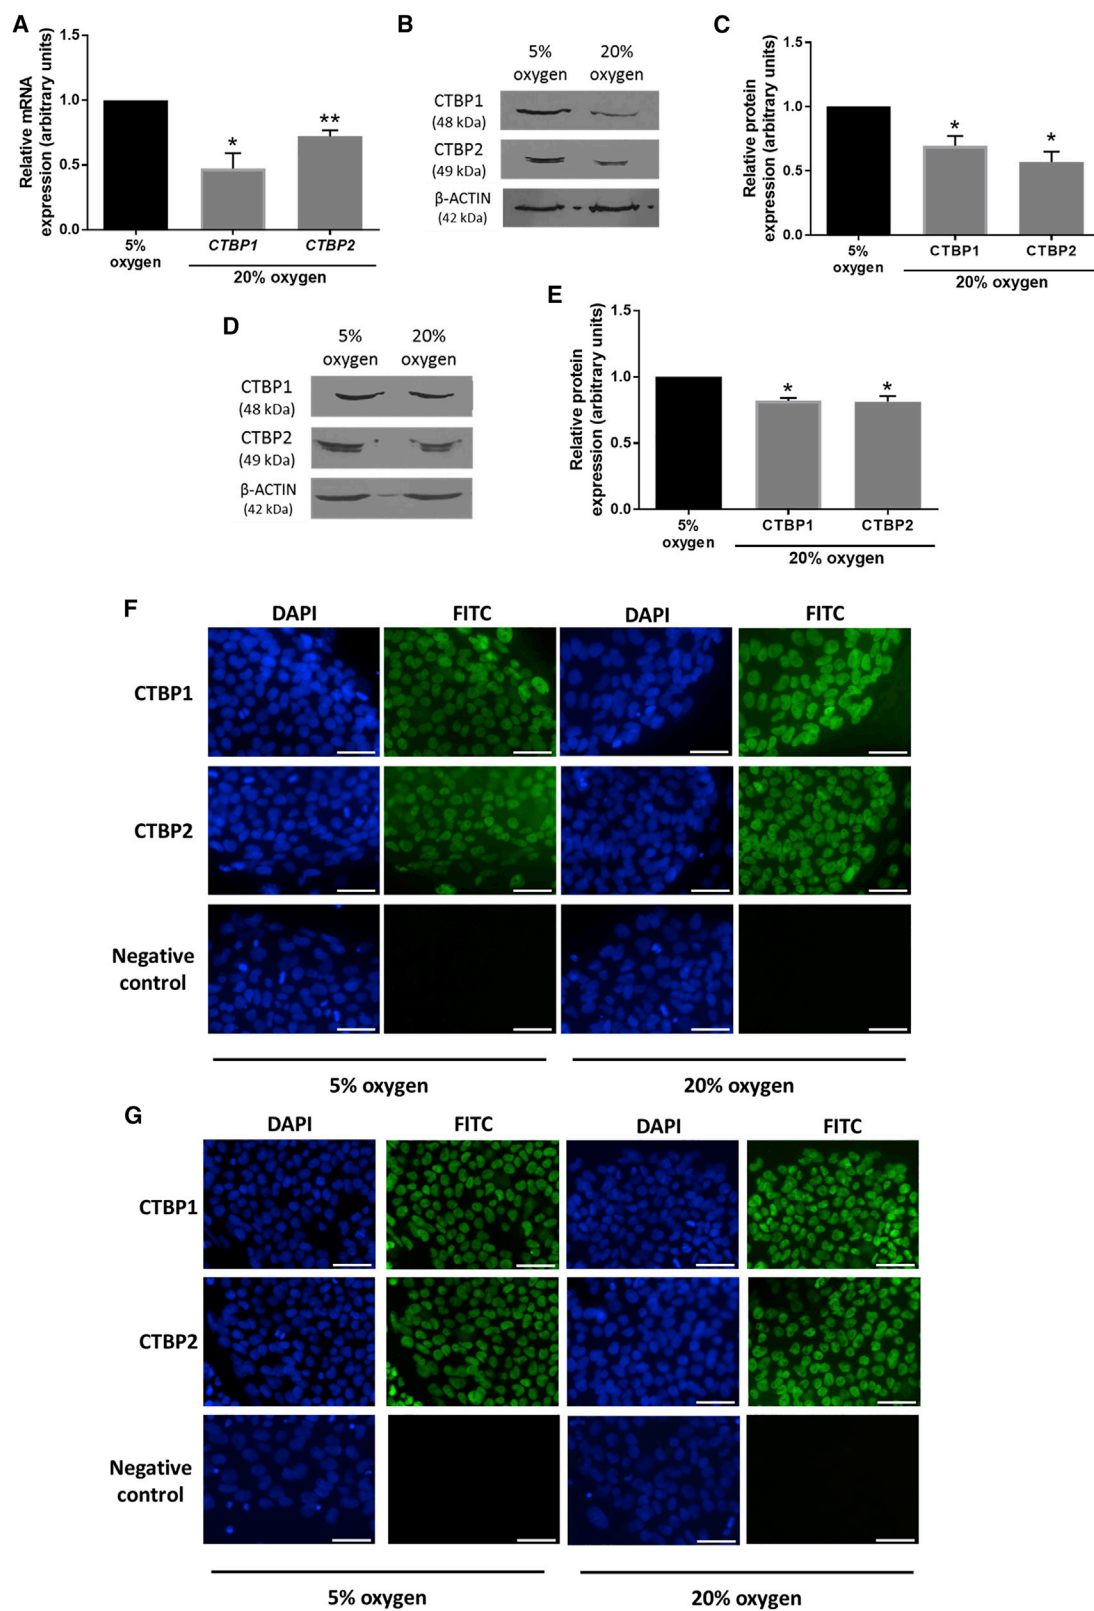 A
Relative mRNA
expression (arbitrary units)
1.5
1.0
0.5
0.0
*
**
5%
oxygen
CTBP1
CTBP2
20% oxygen
B
5%
oxygen
20%
oxygen
CTBP1
(48 kDa)
CTBP2
(49 kDa)
β-ACTIN
(42 kDa)
C
Relative protein
expression (arbitrary units)
1.5
1.0
0.5
0.0
*
*
5%
oxygen
CTBP1
CTBP2
20% oxygen
D
5%
oxygen
20%
oxygen
CTBP1
(48 kDa)
CTBP2
(49 kDa)
β-ACTIN
(42 kDa)
E
Relative protein
expression (arbitrary units)
1.5
1.0
0.5
0.0
*
*
5%
oxygen
CTBP1
CTBP2
20% oxygen
F
DAPI
FITC
DAPI
FITC
CTBP1
CTBP2
Negative
control
5% oxygen
20% oxygen
G
DAPI
FITC
DAPI
FITC
CTBP1
CTBP2
Negative
control
5% oxygen
20% oxygen